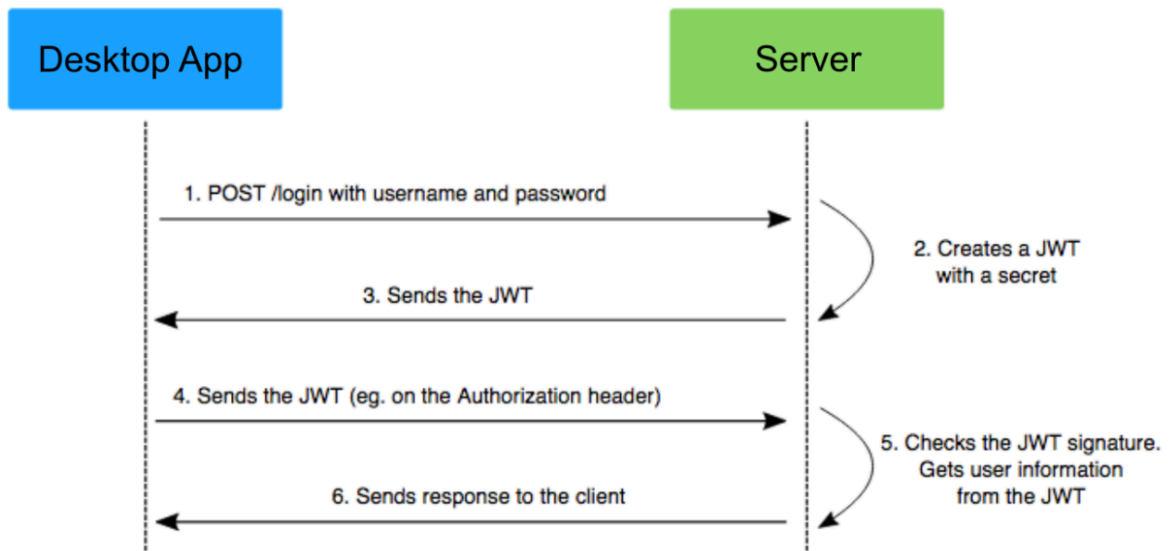 Desktop App
Server
1. POST /login with username and password
2. Creates a JWT
with a secret
3. Sends the JWT
4. Sends the JWT (eg. on the Authorization header)
5. Checks the JWT signature.
Gets user information
from the JWT
6. Sends response to the client